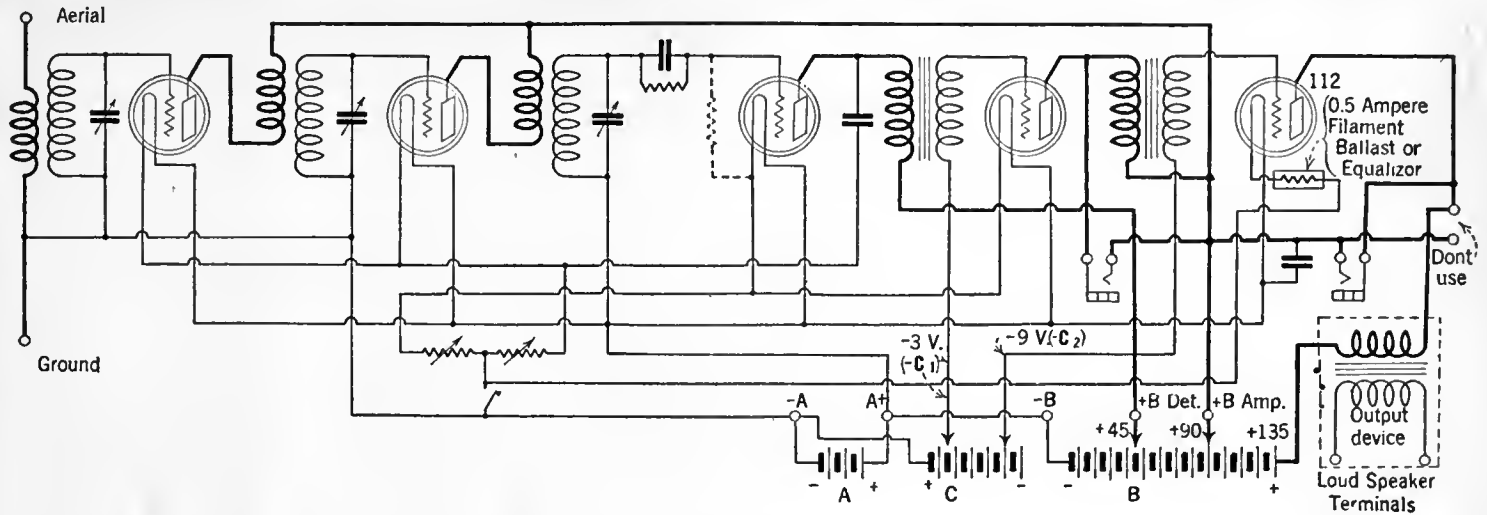 Aerial
112
0.5 Ampere
Filament
Ballast or
Equalizor
Dont'
use
Ground
-3 V.
(-C1)
-9 V.(-C2)
-A
A+
-B
+B Det.
+B Amp.
+45
+90
+135
Output
device
- A +
+ C -
- B +
Loud Speaker
Terminals